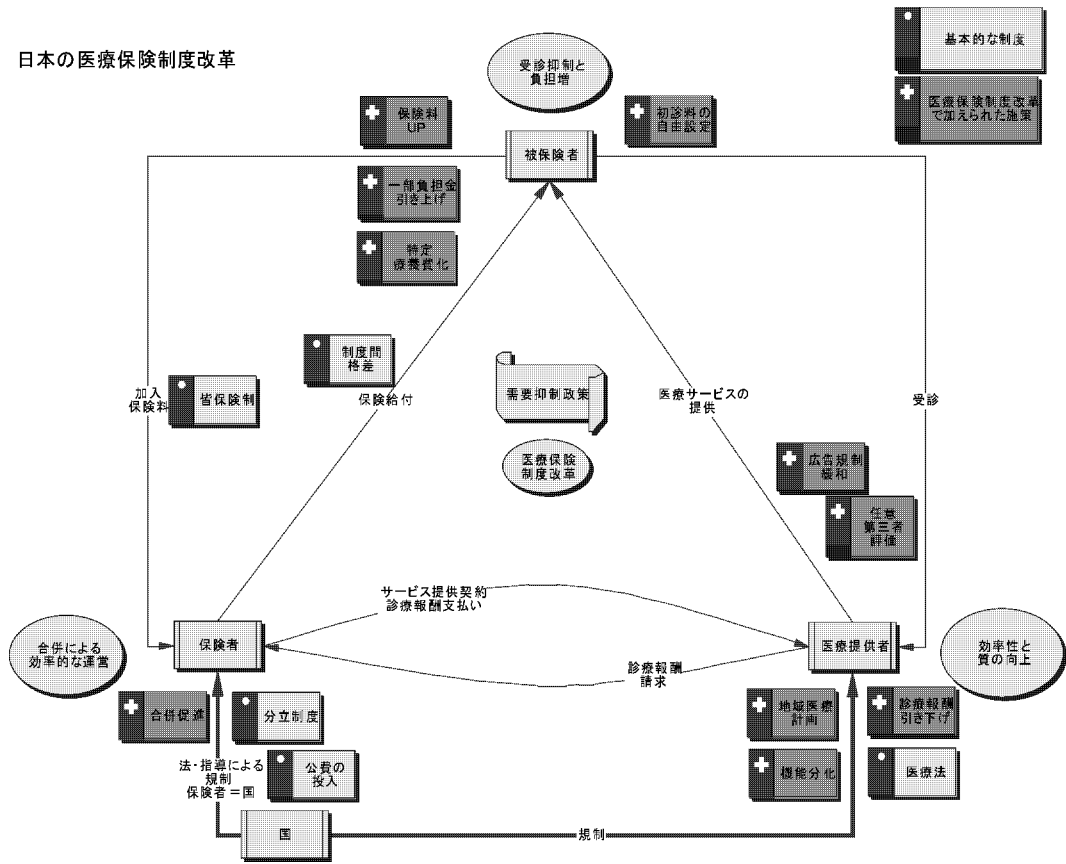 日本の医療保険制度改革
受診抑制と
負担増
基本的な制度
医療保険制度改革
で加えられた施策
保険料
UP
初診料の
自由設定
被保険者
一部負担金
引き上げ
特定
療養費化
制度間
格差
加入
保険料
省保険制
保険給付
需要抑制政策
医療サービスの
提供
受診
医療保険
制度改革
広告規制
緩和
任意
第三者
評価
サービス提供契約
診療報酬支払い
合併による
効率的な運営
保険者
医療提供者
効率性と
質の向上
診療報酬
請求
合併促進
分立制度
地域医療
計画
診療報酬
引き下げ
法・指導による
規制
保険者=国
公費の
投入
機能分化
医療法
国
規制